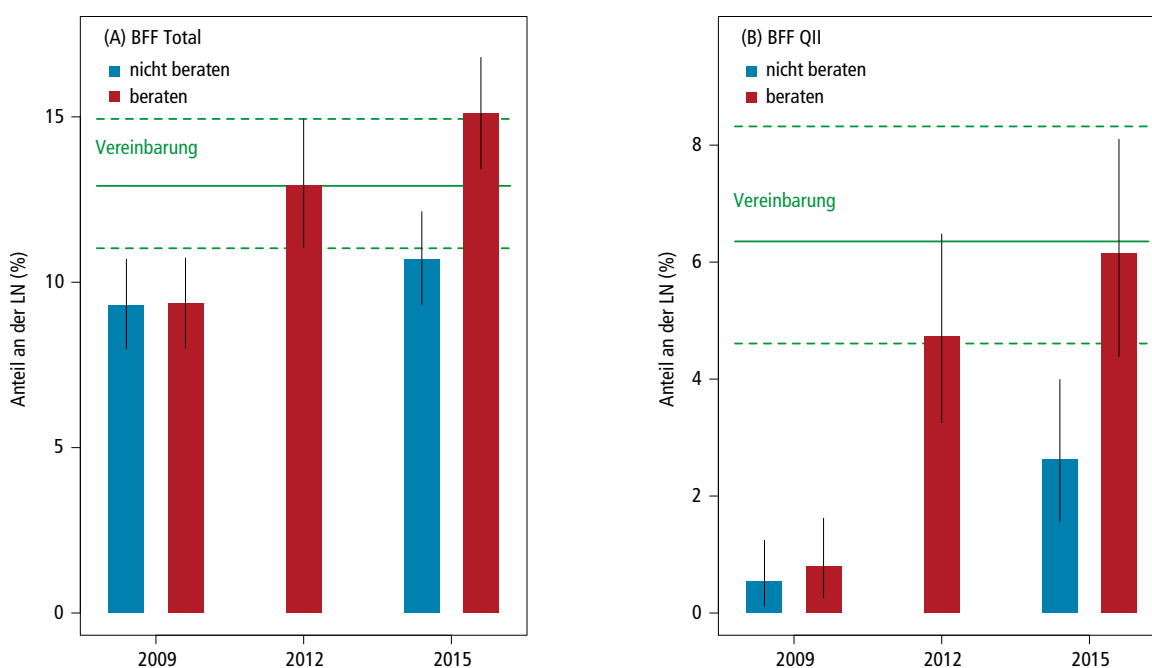 (A) BFF Total
nicht beraten
beraten
15
Vereinbarung
10
5
0
Anteil an der LN (%)
2009 2012 2015
(B) BFF QII
nicht beraten
beraten
8
Vereinbarung
6
4
2
0
Anteil an der LN (%)
2009 2012 2015